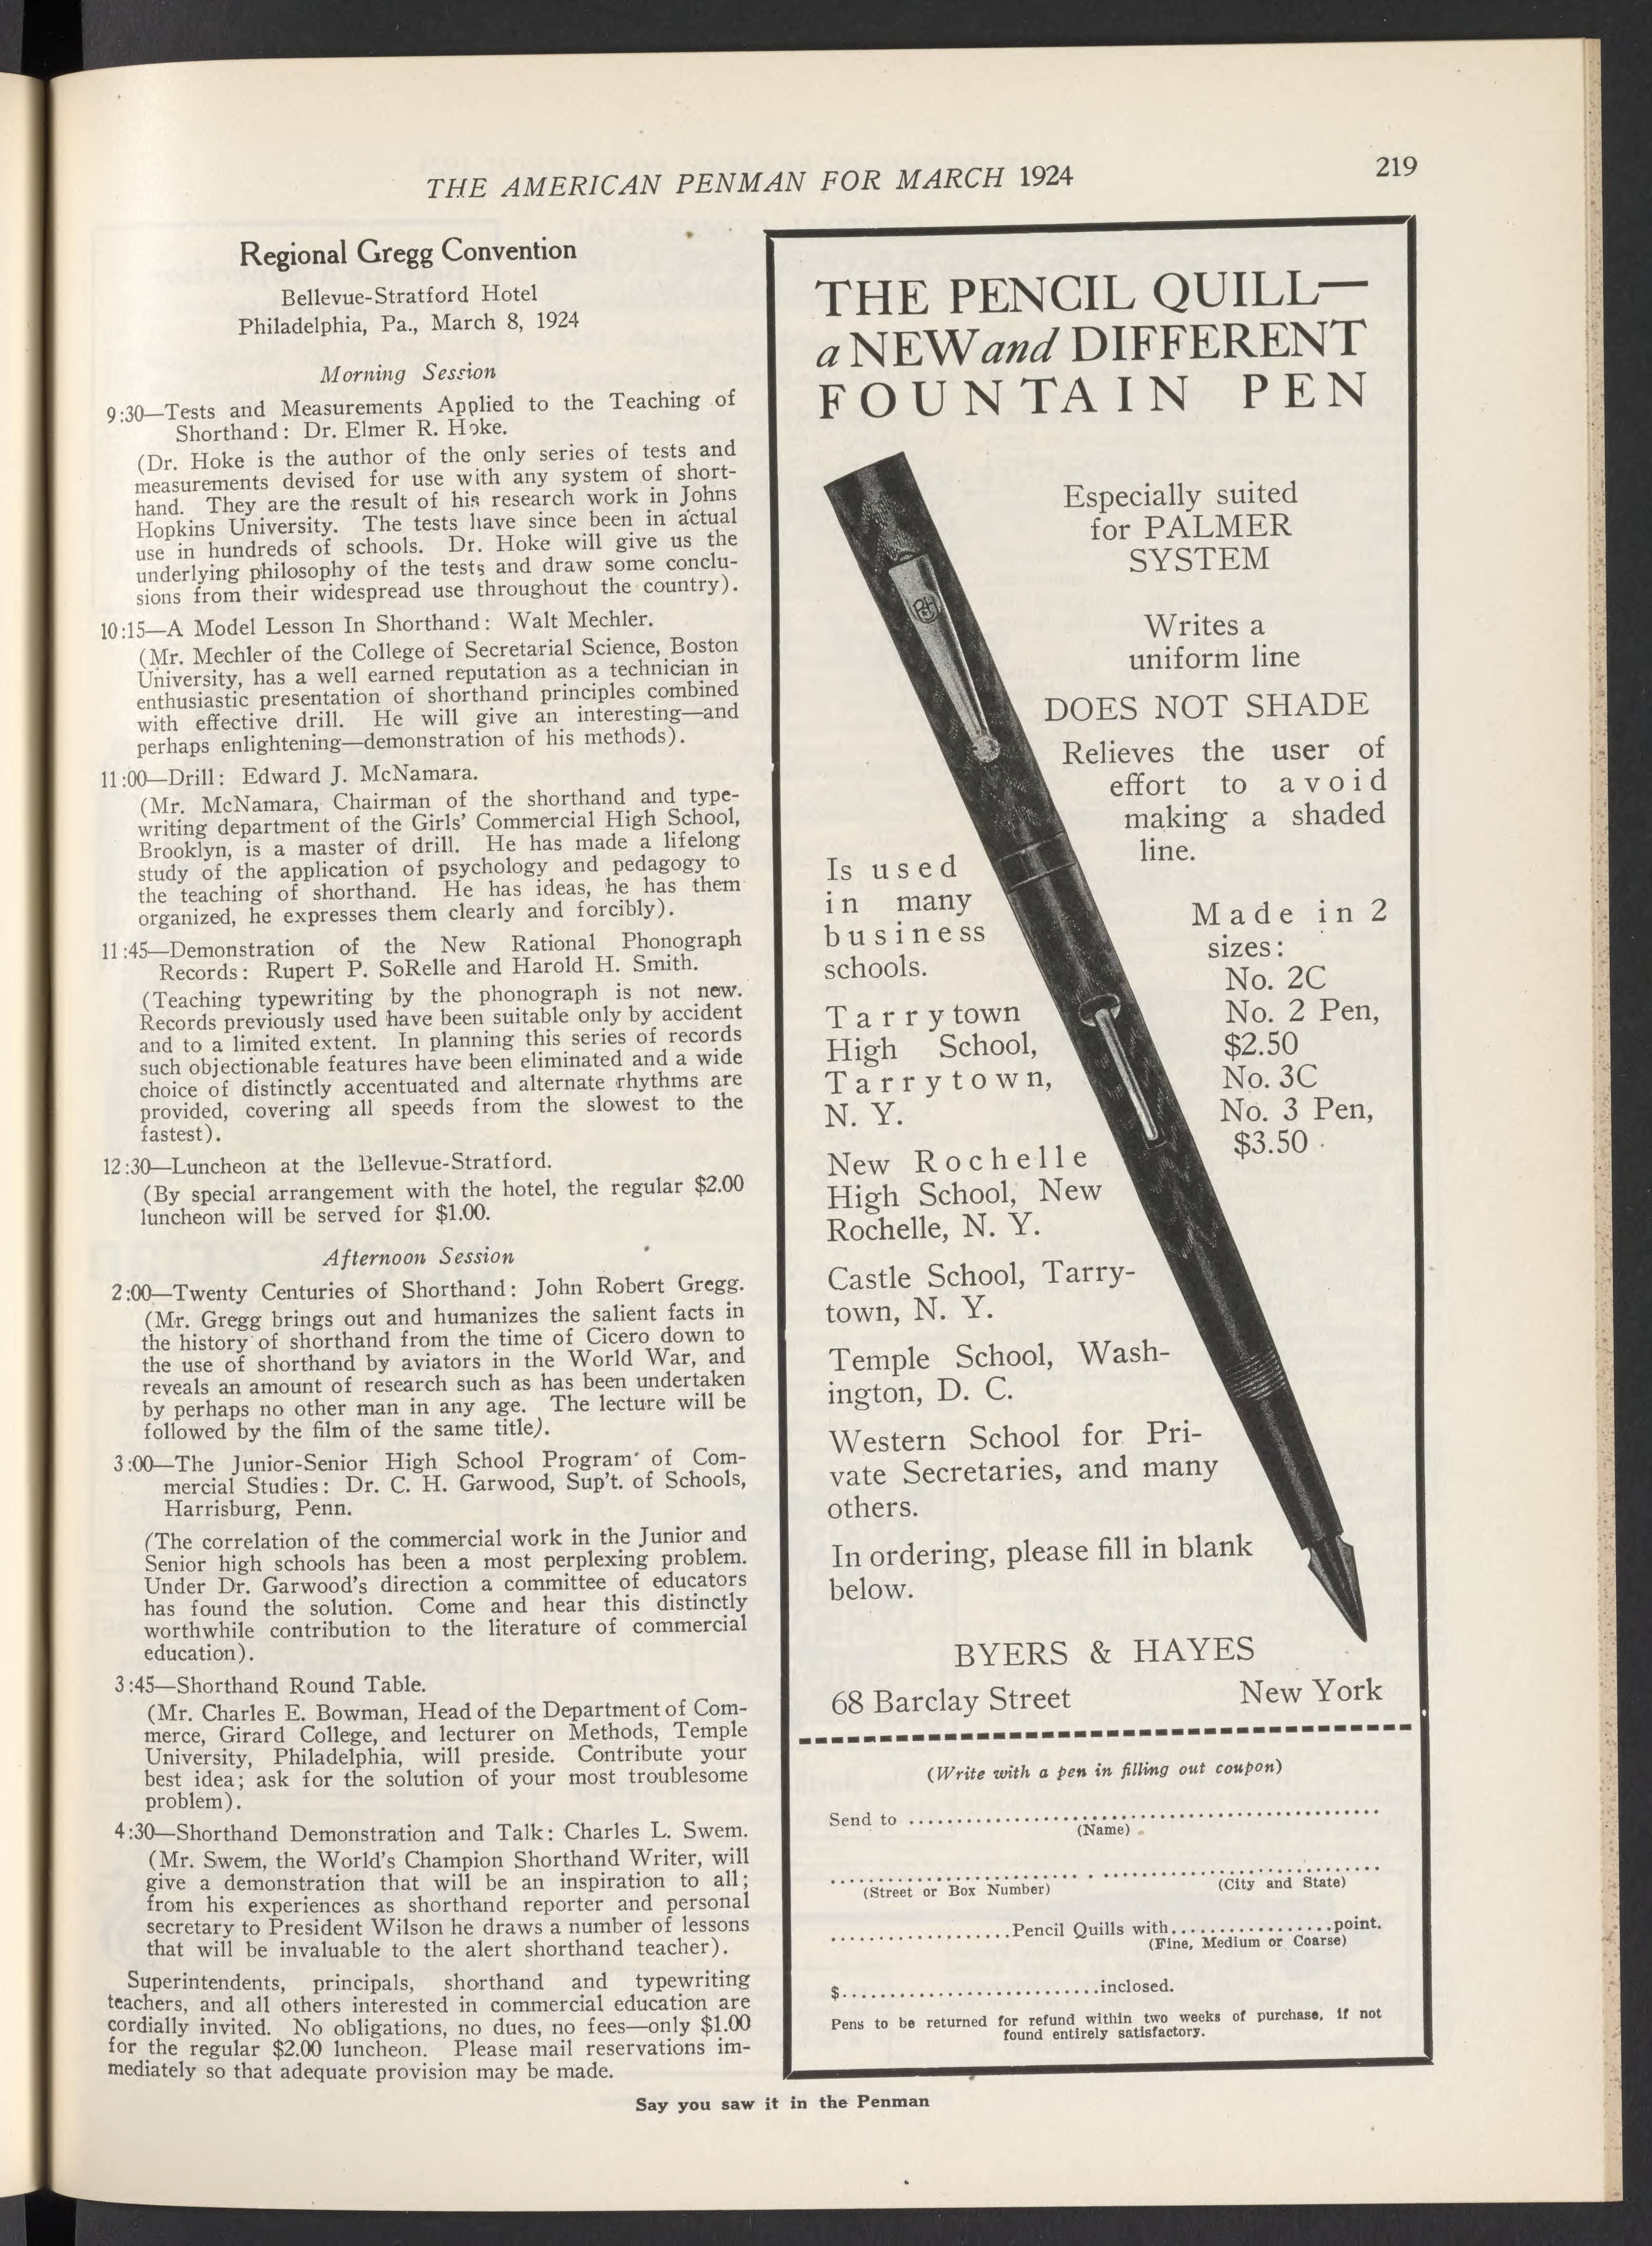 THE AMERICAN PENMAN FOR MARCH 1924
219
Regional Gregg Convention
Bellevue-Stratford Hotel
Philadelphia, Pa., March 8, 1924
Morning Session
9:30—Tests and Measurements Applied to the Teaching of
Shorthand: Dr. Elmer R. Hoke.
(Dr. Hoke is the author of the only series of tests and
measurements devised for use with any system of short-
hand. They are the result of his research work in Johns
Hopkins University. The tests have since been in actual
use in hundreds of schools. Dr. Hoke will give us the
underlying philosophy of the tests and draw some conclu-
sions from their widespread use throughout the country).
10:15—A Model Lesson In Shorthand: Walt Mechler.
(Mr. Mechler of the College of Secretarial Science, Boston
University, has a well earned reputation as a technician in
enthusiastic presentation of shorthand principles combined
with effective drill. He will give an interesting—and
perhaps enlightening—demonstration of his methods).
11:00—Drill: Edward J. McNamara.
(Mr. McNamara, Chairman of the shorthand and type-
writing department of the Girls' Commercial High School,
Brooklyn, is a master of drill. He has made a lifelong
study of the application of psychology and pedagogy to
the teaching of shorthand. He has ideas, he has them
organized, he expresses them clearly and forcibly).
11:45—Demonstration of the New Rational Phonograph
Records: Rupert P. SoRelle and Harold H. Smith.
(Teaching typewriting by the phonograph is not new.
Records previously used have been suitable only by accident
and to a limited extent. In planning this series of records
such objectionable features have been eliminated and a wide
choice of distinctly accentuated and alternate rhythms are
provided, covering all speeds from the slowest to the
fastest).
12:30—Luncheon at the Bellevue-Stratford.
(By special arrangement with the hotel, the regular $2.00
luncheon will be served for $1.00.
Afternoon Session
2:00—Twenty Centuries of Shorthand: John Robert Gregg.
(Mr. Gregg brings out and humanizes the salient facts in
the history of shorthand from the time of Cicero down to
the use of shorthand by aviators in the World War, and
reveals an amount of research such as has been undertaken
by perhaps no other man in any age. The lecture will be
followed by the film of the same title).
3:00—The Junior-Senior High School Program of Com-
mercial Studies: Dr. C. H. Garwood, Sup't. of Schools,
Harrisburg, Penn.
(The correlation of the commercial work in the Junior and
Senior high schools has been a most perplexing problem.
Under Dr. Garwood's direction a committee of educators
has found the solution. Come and hear this distinctly
worthwhile contribution to the literature of commercial
education).
3:45—Shorthand Round Table.
(Mr. Charles E. Bowman, Head of the Department of Com-
merce, Girard College, and lecturer on Methods, Temple
University, Philadelphia, will preside. Contribute your
best idea; ask for the solution of your most troublesome
problem).
4:30—Shorthand Demonstration and Talk: Charles L. Swem.
(Mr. Swem, the World's Champion Shorthand Writer, will
give a demonstration that will be an inspiration to all;
from his experiences as shorthand reporter and personal
secretary to President Wilson he draws a number of lessons
that will be invaluable to the alert shorthand teacher).
Superintendents, principals, shorthand and typewriting
teachers, and all others interested in commercial education are
cordially invited. No obligations, no dues, no fees—only $1.00
for the regular $2.00 luncheon. Please mail reservations im-
mediately so that adequate provision may be made.
THE PENCIL QUILL—
a NEW and DIFFERENT
FOUNTAIN PEN
Especially suited
for PALMER
SYSTEM
Writes a
uniform line
DOES NOT SHADE
Relieves the user of
effort to avoid
making a shaded
line.
Is used
in many
business
schools.
Tarrytown
High School,
Tarrytown,
N. Y.
New Rochelle
High School, New
Rochelle, N. Y.
Castle School, Tarry-
town, N. Y.
Temple School, Wash-
ington, D. C.
Western School for Pri-
vate Secretaries, and many
others.
Made in 2
sizes:
No. 2C
No. 2 Pen,
$2.50
No. 3C
No. 3 Pen,
$3.50
In ordering, please fill in blank
below.
BYERS & HAYES
68 Barclay Street New York
(Write with a pen in filling out coupon)
Send to ..................................................
(Name)
.......................... .............................
(Street or Box Number) (City and State)
...................Pencil Quills with.................point.
(Fine, Medium or Coarse)
$...........................inclosed.
Pens to be returned for refund within two weeks of purchase, if not
found entirely satisfactory.
Say you saw it in the Penman